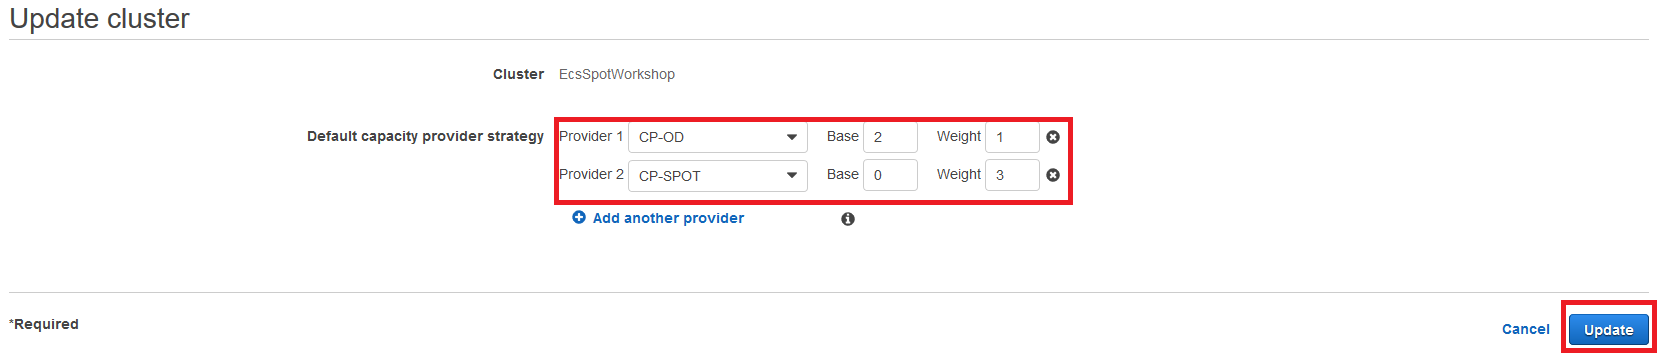 Update cluster
Cluster EcsSpotWorkshop
Default capacity provider strategy Provider 1 CP-OD Base 2 Weight 1
Provider 2 CP-SPOT Base 0 Weight 3
Add another provider
*Required Cancel Update